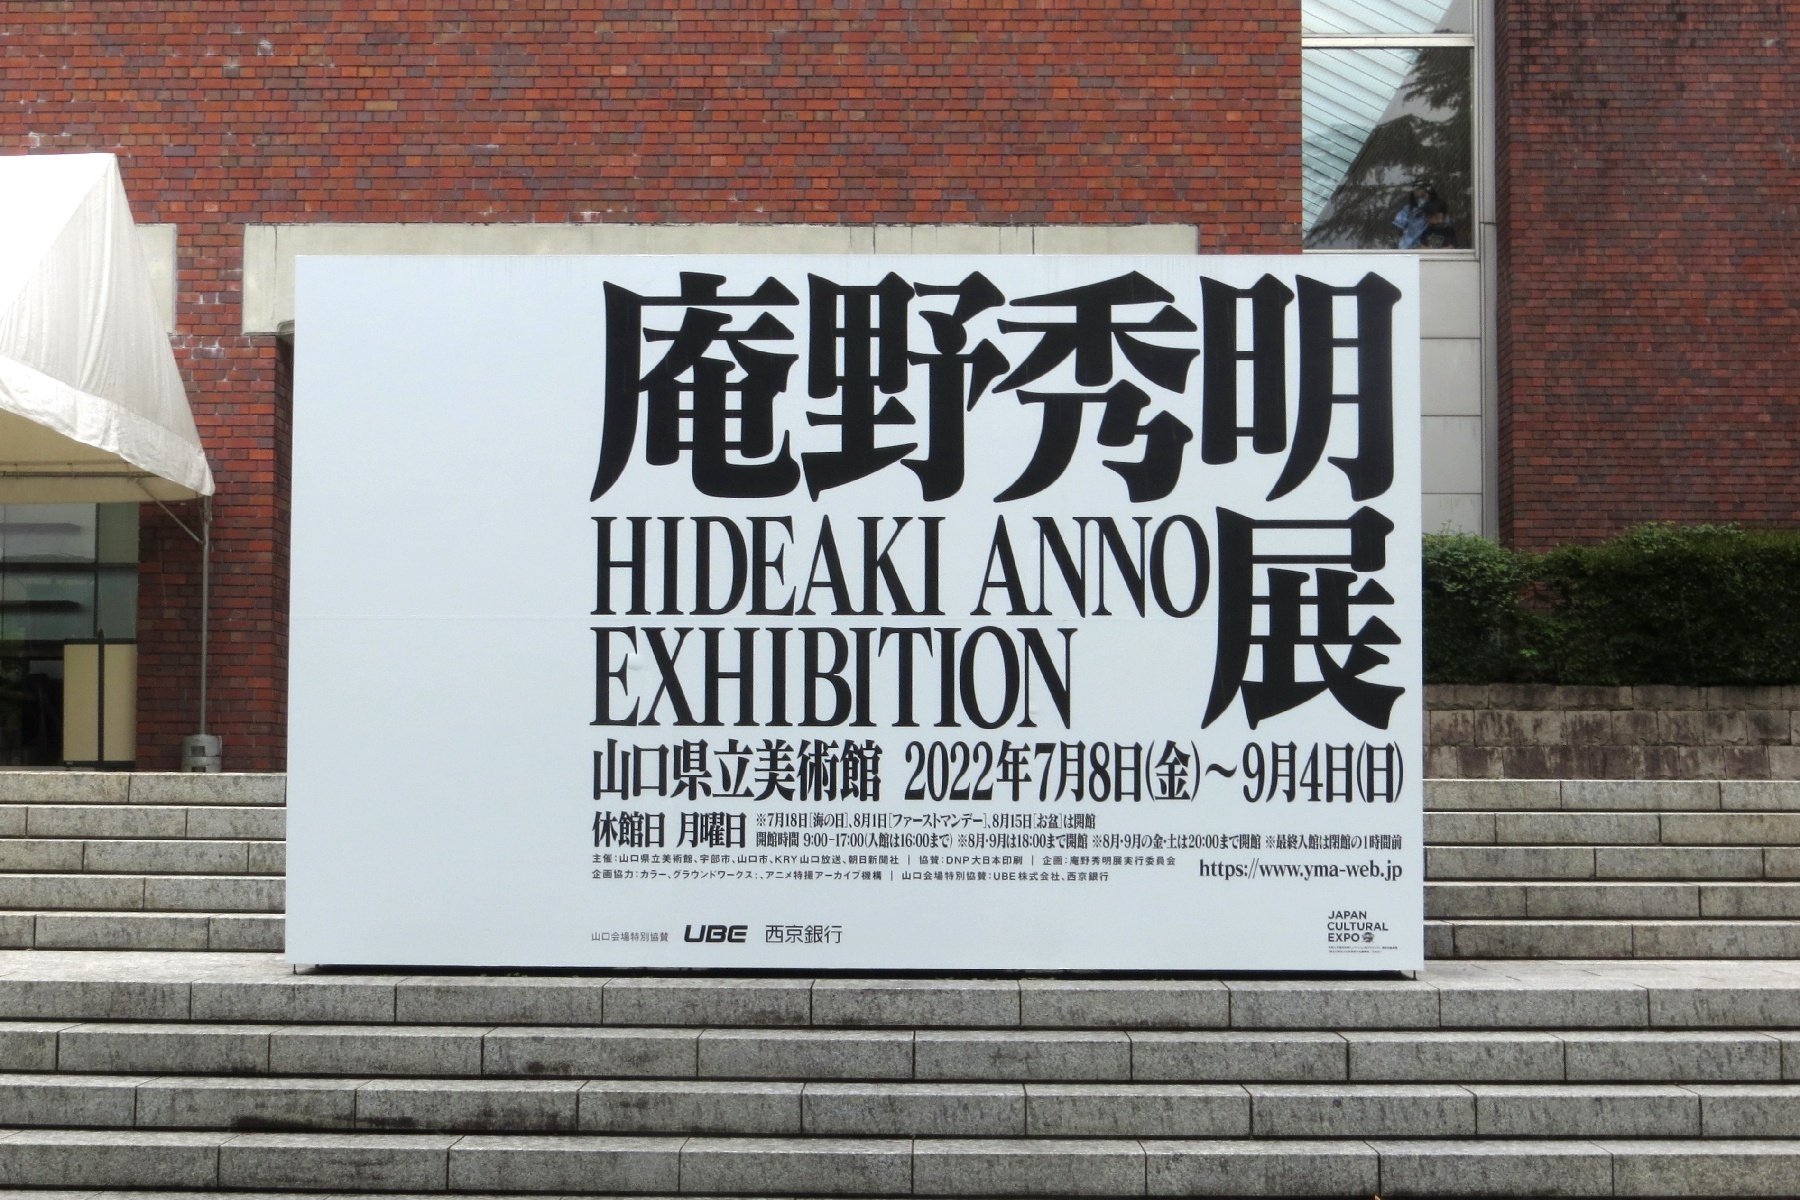 庵野秀明
展
HIDEAKI ANNO
EXHIBITION
山口県立美術館 2022年7月8日(金)～9月4日(日)
休館日 月曜日 ※7月18日[海の日]、8月1日[ファーストマンデー]、8月15日[お盆]は開館
開館時間 9:00−17:00(入館は16:00まで) ※8月・9月は18:00まで開館 ※8月・9月の金・土は20:00まで開館 ※最終入館は閉館の1時間前
主催：山口県立美術館、宇部市、山口市、KRY山口放送、朝日新聞社 | 協賛：DNP大日本印刷 | 企画：庵野秀明展実行委員会
企画協力：カラー、グラウンドワークス：、アニメ特撮アーカイブ機構 | 山口会場特別協賛：UBE株式会社、西京銀行
https://www.yma-web.jp
山口会場特別協賛 UBE 西京銀行
JAPAN
CULTURAL
EXPO